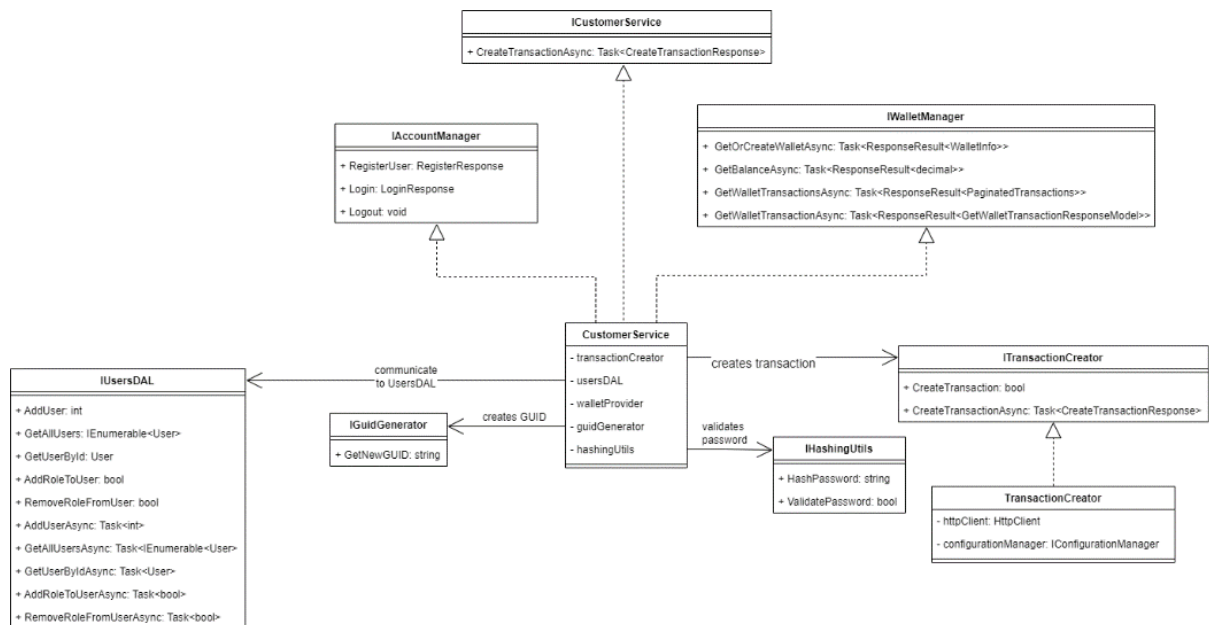 ICustomerService
+ CreateTransactionAsync: Task<CreateTransactionResponse>
IAccountManager
+ RegisterUser: RegisterResponse
+ Login: LoginResponse
+ Logout: void
IWalletManager
+ GetOrCreateWalletAsync: Task<ResponseResult<WalletInfo>>
+ GetBalanceAsync: Task<ResponseResult<decimal>>
+ GetWalletTransactionsAsync: Task<ResponseResult<PaginatedTransactions>>
+ GetWalletTransactionAsync: Task<ResponseResult<GetWalletTransactionResponseModel>>
CustomerService
- transactionCreator
- usersDAL
- walletProvider
- guidGenerator
- hashingUtils
communicate
to UsersDAL
creates GUID
creates transaction
validates
password
IUsersDAL
+ AddUser: int
+ GetAllUsers: IEnumerable<User>
+ GetUserById: User
+ AddRoleToUser: bool
+ RemoveRoleFromUser: bool
+ AddUserAsync: Task<int>
+ GetAllUsersAsync: Task<IEnumerable<User>
+ GetUserByIdAsync: Task<User>
+ AddRoleToUserAsync: Task<bool>
+ RemoveRoleFromUserAsync: Task<bool>
IGuidGenerator
+ GetNewGUID: string
IHashingUtils
+ HashPassword: string
+ ValidatePassword: bool
ITransactionCreator
+ CreateTransaction: bool
+ CreateTransactionAsync: Task<CreateTransactionResponse>
TransactionCreator
- httpClient: HttpClient
- configurationManager: IConfigurationManager